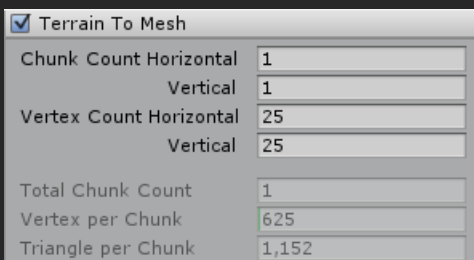 Terrain To Mesh
Chunk Count Horizontal 1
Vertical 1
Vertex Count Horizontal 25
Vertical 25
Total Chunk Count 1
Vertex per Chunk 625
Triangle per Chunk 1,152